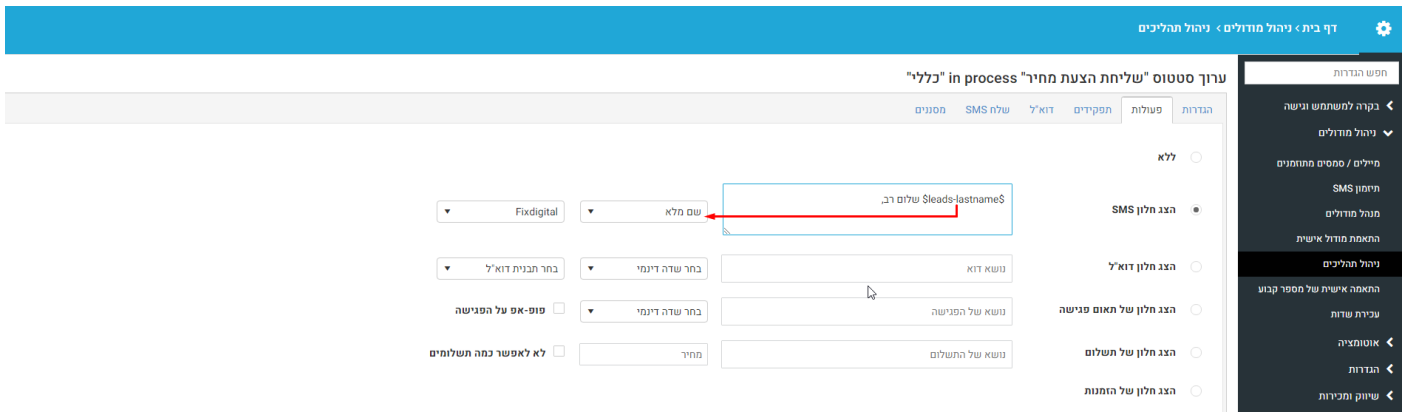 דף בית > ניהול מודולים > ניהול תהליכים
חפש הגדרות
בקרה למשתמש וגישה
ניהול מודולים
מיילים / סמסים מתוזמנים
תיזמון SMS
מנהל מודולים
התאמת מודול אישית
ניהול תהליכים
התאמה אישית של מספר קבוע
עכירת שדות
אוטומציה
הגדרות
שיווק ומכירות
ערוך סטטוס "שליחת הצעת מחיר" in process "כללי"
הגדרות פעולות תפקידים דוא"ל שלח SMS מסננים
ללא
הצג חלון SMS $leads-lastname$ שלום רב, שם מלא Fixdigital
הצג חלון דוא"ל נושא דוא בחר שדה דינמי בחר תבנית דוא"ל
הצג חלון של תאום פגישה נושא של הפגישה בחר שדה דינמי פופ-אפ על הפגישה
הצג חלון של תשלום נושא של התשלום מחיר לא לאפשר כמה תשלומים
הצג חלון של הזמנות